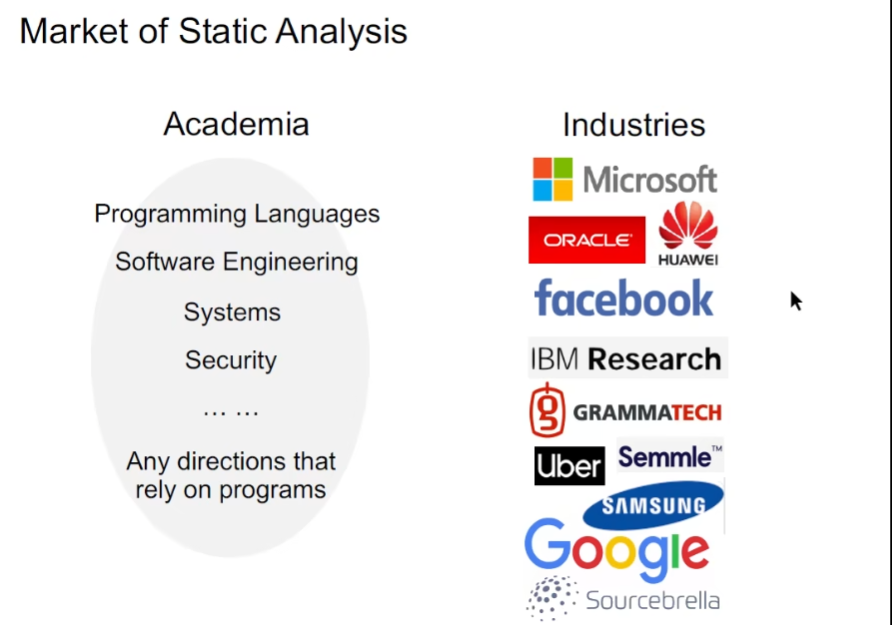 Market of Static Analysis
Academia
Programming Languages
Software Engineering
Systems
Security
... ...
Any directions that
rely on programs
Industries
Microsoft
ORACLE
HUAWEI
facebook
IBM Research
g GRAMMATECH
Uber
Semmle™
SAMSUNG
Google
Sourcebrella